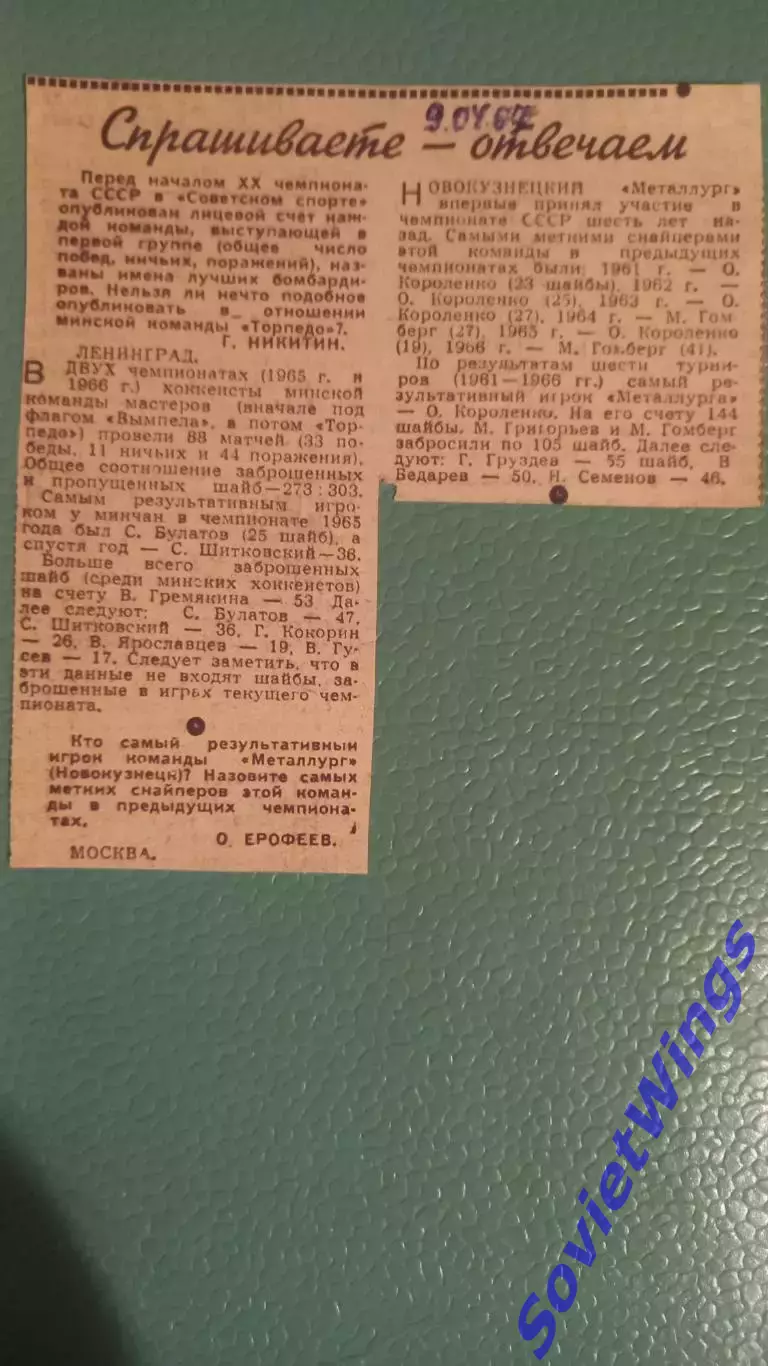 Спрашиваете — отвечаем
Перед началом XX чемпиона-
та СССР в «Советском спорте»
опубликован лицевой счет каж-
дой команды, выступающей в
первой группе (общее число
побед, ничьих, поражений), наз-
ваны имена лучших бомбарди-
ров. Нельзя ли нечто подобное
опубликовать в отношении
минской команды «Торпедо»?.
Г. НИКИТИН.
ЛЕНИНГРАД.
В ДВУХ чемпионатах (1965 г. и
1966 г.) хоккеисты минской
команды мастеров (вначале под
флагом «Вымпела», а потом «Тор-
педо») провели 88 матчей (33 по-
беды, 11 ничьих и 44 поражения).
Общее соотношение заброшенных
и пропущенных шайб—273:303.
Самым результативным игро-
ком у минчан в чемпионате 1965
года был С. Булатов (25 шайб), а
спустя год — С. Шитковский—36.
Больше всего заброшенных
шайб (среди минских хоккеистов)
на счету В. Гремякина — 53 Да-
лее следуют: С. Булатов — 47,
С. Шитковский — 36, Г. Кокорин
— 26, В. Ярославцев — 19, В. Гу-
сев — 17. Следует заметить, что в
эти данные не входят шайбы, за-
брошенные в играх текущего чем-
пионата.
Кто самый результативный
игрок команды «Металлург»
(Новокузнецк)? Назовите самых
метких снайперов этой коман-
ды в предыдущих чемпиона-
тах.
О. ЕРОФЕЕВ.
МОСКВА.
НОВОКУЗНЕЦКИЙ «Металлург»
впервые принял участие в
чемпионате СССР шесть лет на-
зад. Самыми меткими снайперами
этой команды в предыдущих
чемпионатах были: 1961 г. — О.
Короленко (23 шайбы), 1962 г. —
О. Короленко (25), 1963 г. — О.
Короленко (27), 1964 г. — М. Гом-
берг (27), 1965 г. — О. Короленко
(19), 1966 г. — М. Гомберг (41).
По результатам шести турни-
ров (1961—1966 гг.) самый ре-
зультативный игрок «Металлурга»
— О. Короленко. На его счету 144
шайбы. М. Григорьев и М. Гомберг
забросили по 105 шайб. Далее сле-
дуют: Г. Груздев — 55 шайб, В
Бедарев — 50, Н. Семенов — 46.
SovietWings